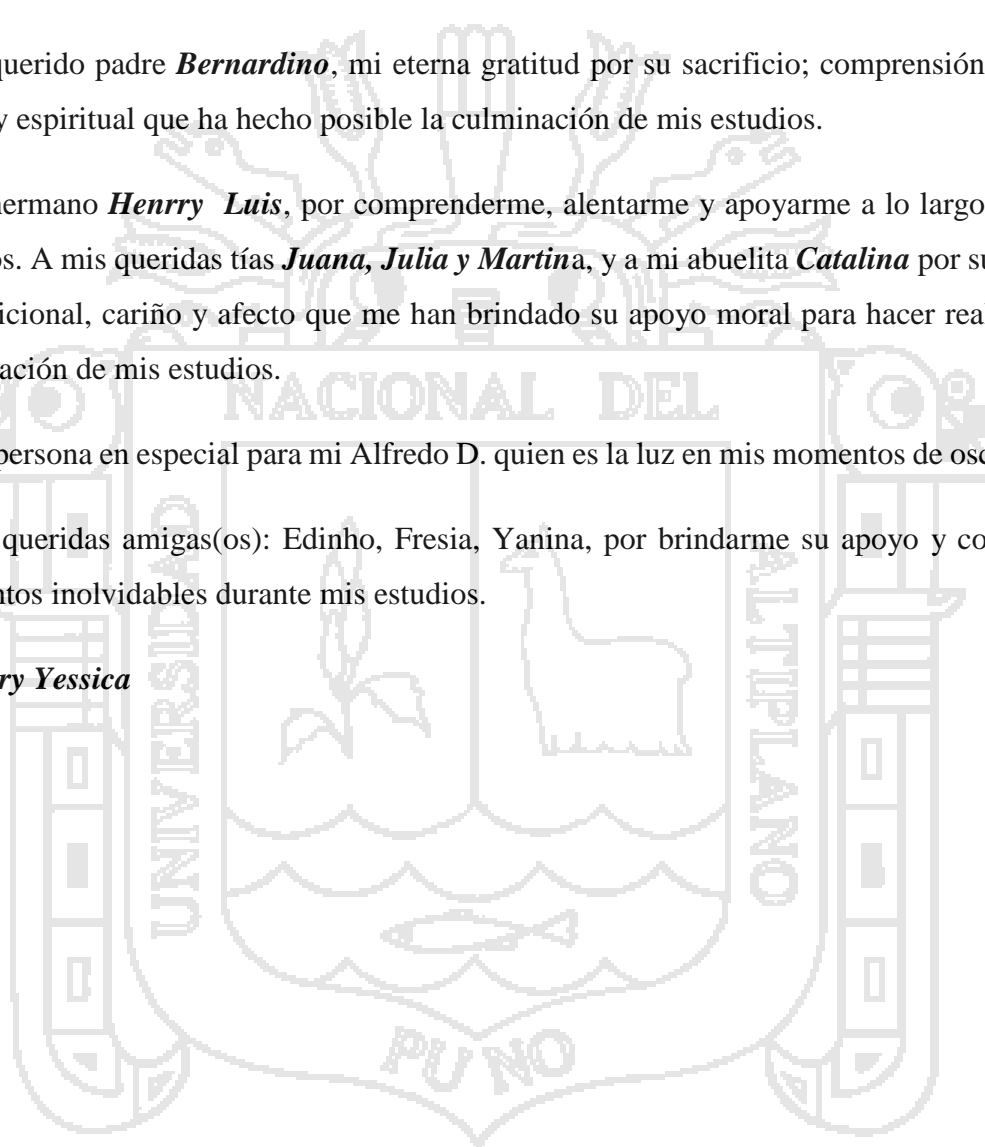 querido padre Bernardino, mi eterna gratitud por su sacrificio; comprensión
y espiritual que ha hecho posible la culminación de mis estudios.
hermano Henrry Luis, por comprenderme, alentarme y apoyarme a lo largo
os. A mis queridas tías Juana, Julia y Martina, y a mi abuelita Catalina por su
icional, cariño y afecto que me han brindado su apoyo moral para hacer real
ación de mis estudios.
persona en especial para mi Alfredo D. quien es la luz en mis momentos de osc
queridas amigas(os): Edinho, Fresia, Yanina, por brindarme su apoyo y co
ntos inolvidables durante mis estudios.
ry Yessica
UNIVERSIDAD
NACIONAL DEL
ALTIPLANO
PUNO